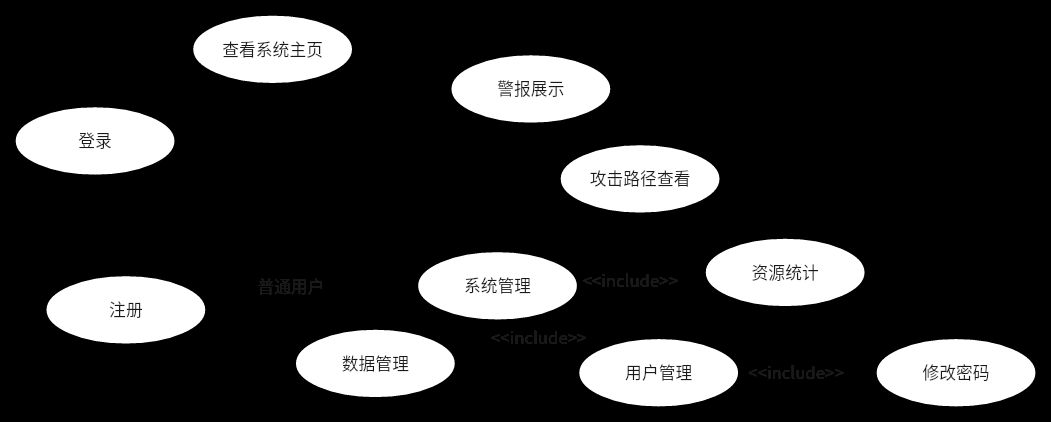 查看系统主页
警报展示
登录
攻击路径查看
资源统计
系统管理
<<include>>
普通用户
注册
<<include>>
数据管理
用户管理
<<include>>
修改密码